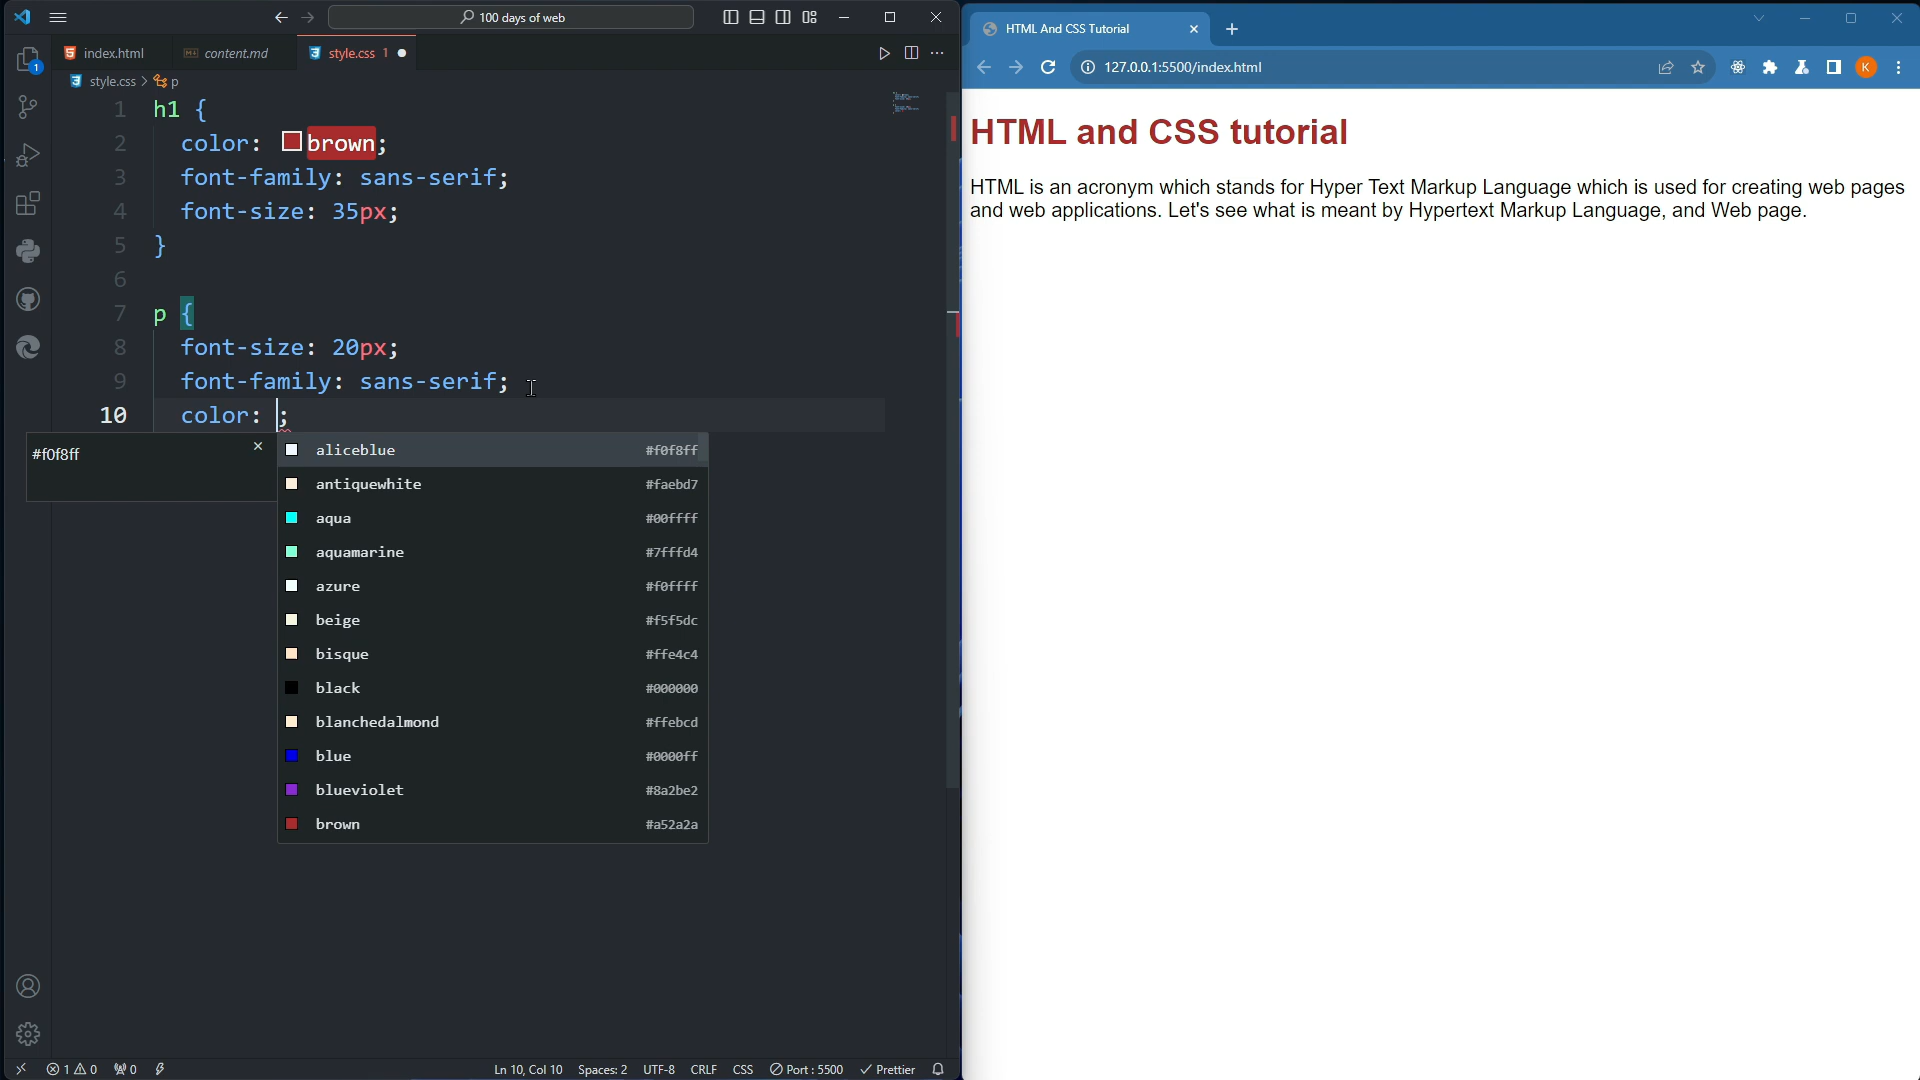 100 days of web
index.html
content.md
style.css 1
style.css > p
1 h1 {
2 color: brown;
3 font-family: sans-serif;
4 font-size: 35px;
5 }
6
7 p {
8 font-size: 20px;
9 font-family: sans-serif;
10 color: ;
#f0f8ff
aliceblue #f0f8ff
antiquewhite #faebd7
aqua #00ffff
aquamarine #7fffd4
azure #f0ffff
beige #f5f5dc
bisque #ffe4c4
black #000000
blanchedalmond #ffebcd
blue #0000ff
blueviolet #8a2be2
brown #a52a2a
1
1 0 0
Ln 10, Col 10 Spaces: 2 UTF-8 CRLF CSS Port : 5500 Prettier
HTML And CSS Tutorial
127.0.0.1:5500/index.html
K
HTML and CSS tutorial
HTML is an acronym which stands for Hyper Text Markup Language which is used for creating web pages
and web applications. Let's see what is meant by Hypertext Markup Language, and Web page.